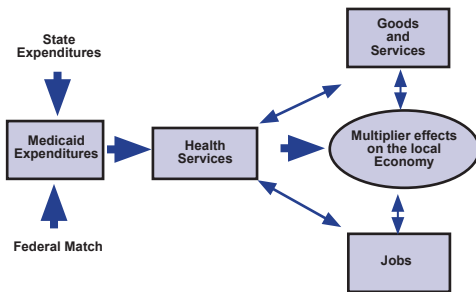 State
Expenditures
Medicaid
Expenditures
Federal Match
Health
Services
Goods
and
Services
Multiplier effects
on the local
Economy
Jobs